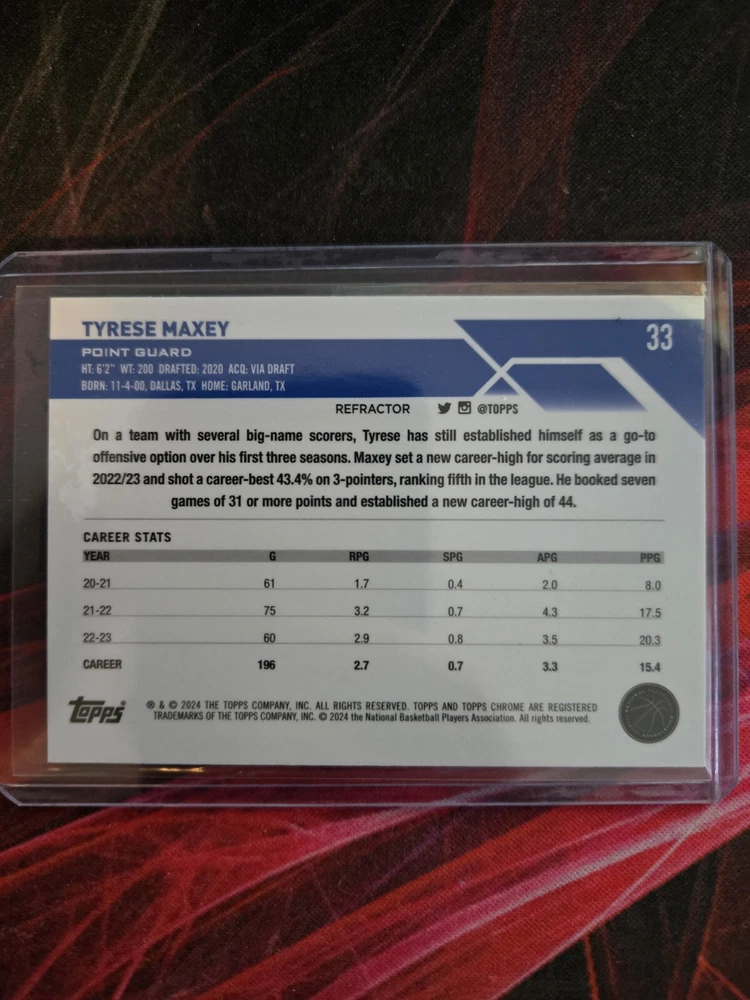 TYRESE MAXEY
33
POINT GUARD
HT: 6'2" WT: 200 DRAFTED: 2020 ACQ: VIA DRAFT
BORN: 11-4-00, DALLAS, TX HOME: GARLAND, TX
REFRACTOR @TOPPS
On a team with several big-name scorers, Tyrese has still established himself as a go-to
offensive option over his first three seasons. Maxey set a new career-high for scoring average in
2022/23 and shot a career-best 43.4% on 3-pointers, ranking fifth in the league. He booked seven
games of 31 or more points and established a new career-high of 44.
CAREER STATS
YEAR G RPG SPG APG PPG
20-21 61 1.7 0.4 2.0 8.0
21-22 75 3.2 0.7 4.3 17.5
22-23 60 2.9 0.8 3.5 20.3
CAREER 196 2.7 0.7 3.3 15.4
topps®
® & © 2024 THE TOPPS COMPANY, INC. ALL RIGHTS RESERVED. TOPPS AND TOPPS CHROME ARE REGISTERED
TRADEMARKS OF THE TOPPS COMPANY, INC. © 2024 the National Basketball Players Association. All rights reserved.